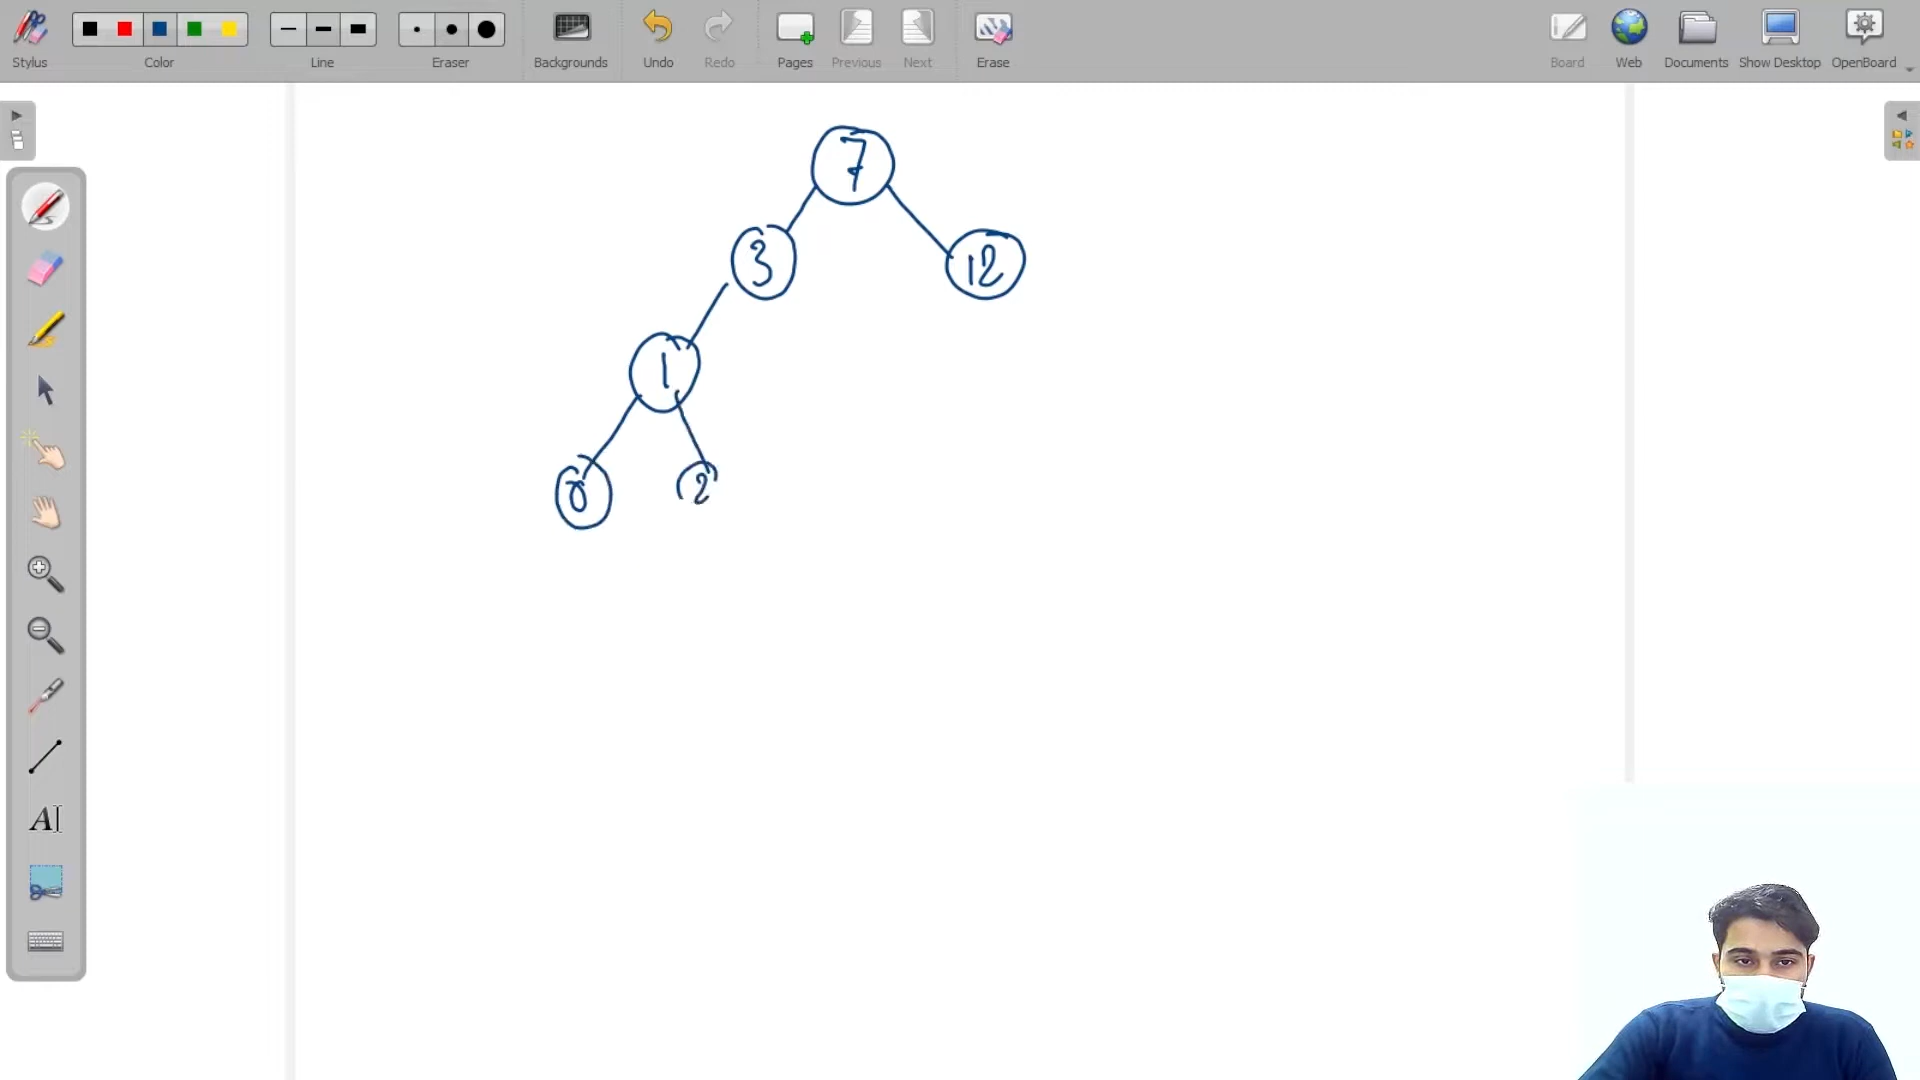 Stylus Color Line Eraser Backgrounds Undo Redo Pages Previous Next Erase Board Web Documents Show Desktop OpenBoard
7
3 12
1
0 2
A